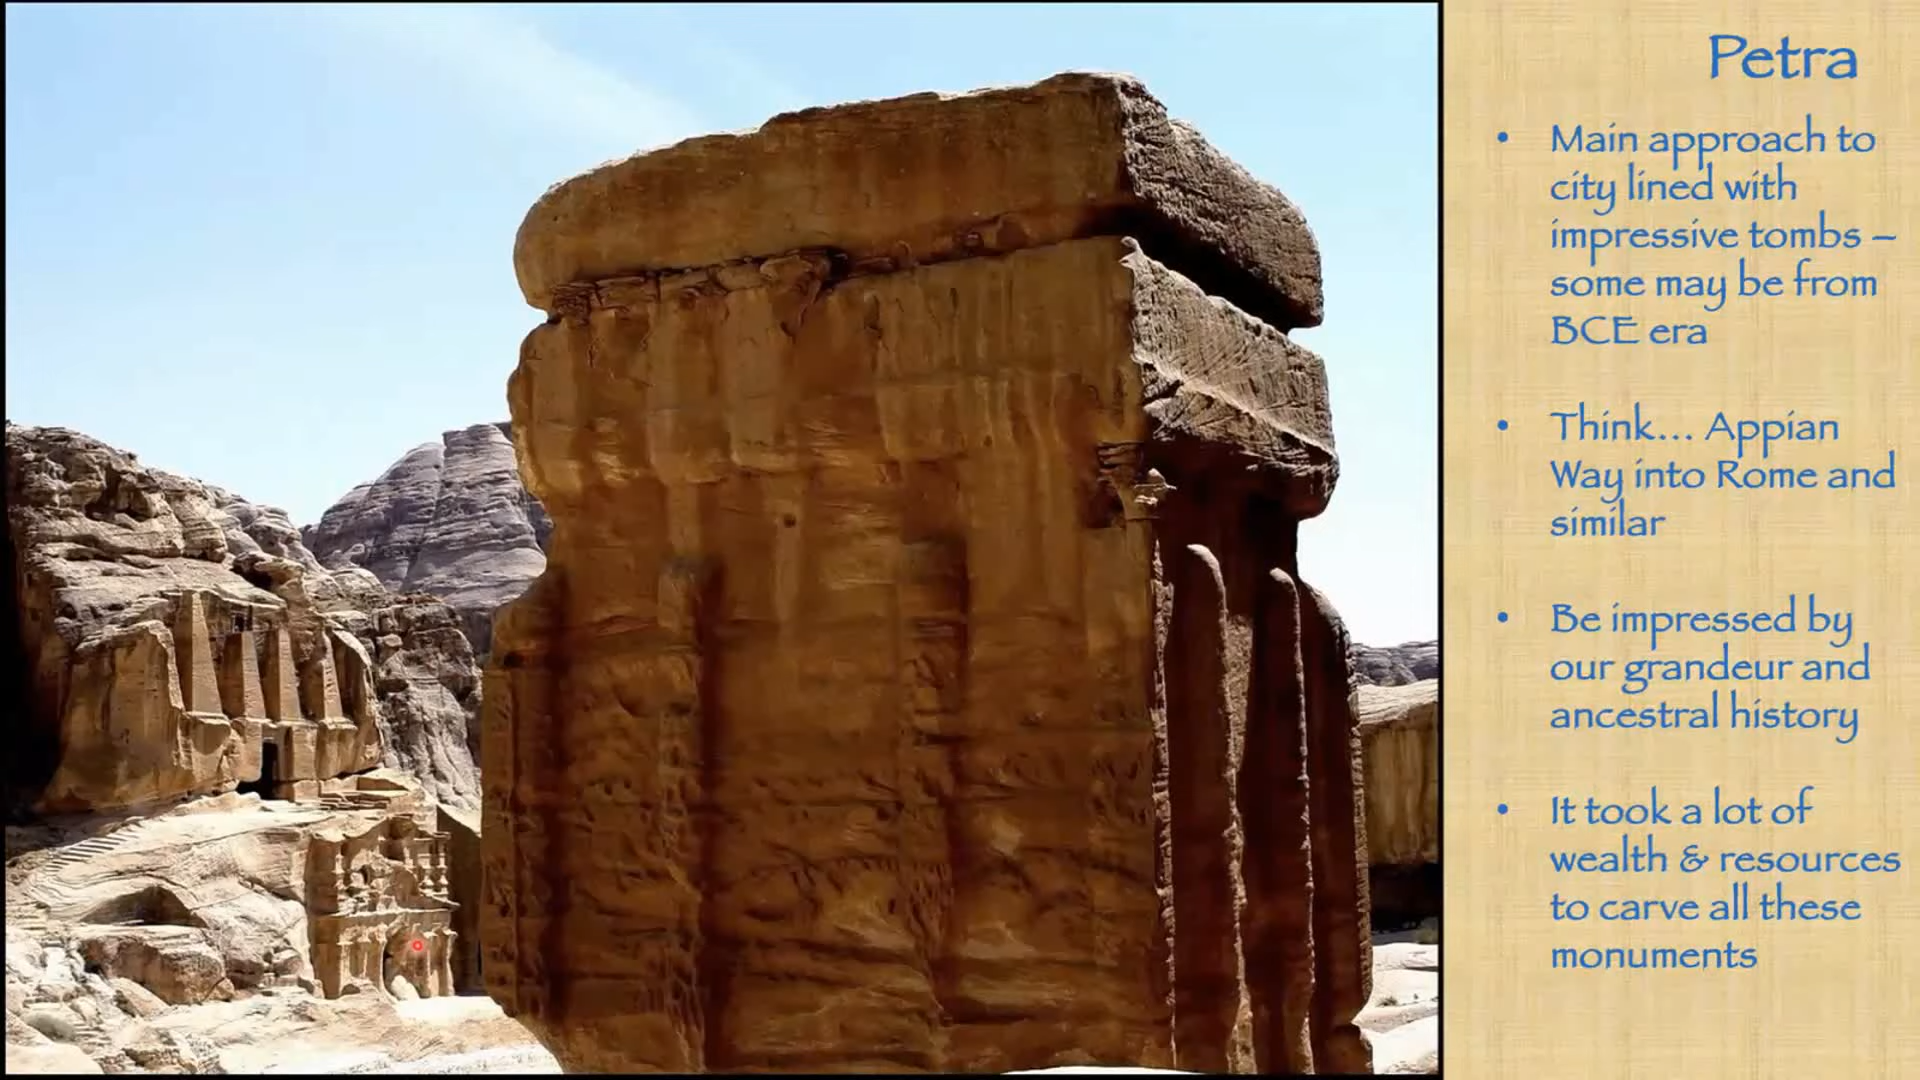 Petra
• Main approach to
city lined with
impressive tombs –
some may be from
BCE era
• Think... Appian
Way into Rome and
similar
• Be impressed by
our grandeur and
ancestral history
• It took a lot of
wealth & resources
to carve all these
monuments